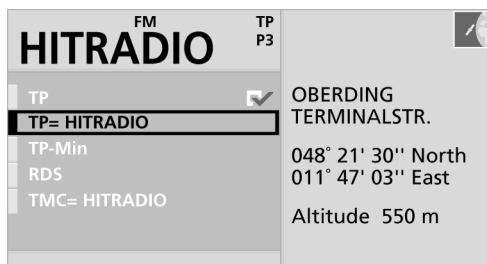 FM
HITRADIO
TP
P3
TP
TP= HITRADIO
TP-Min
RDS
TMC= HITRADIO
OBERDING
TERMINALSTR.
048° 21' 30'' North
011° 47' 03'' East
Altitude 550 m